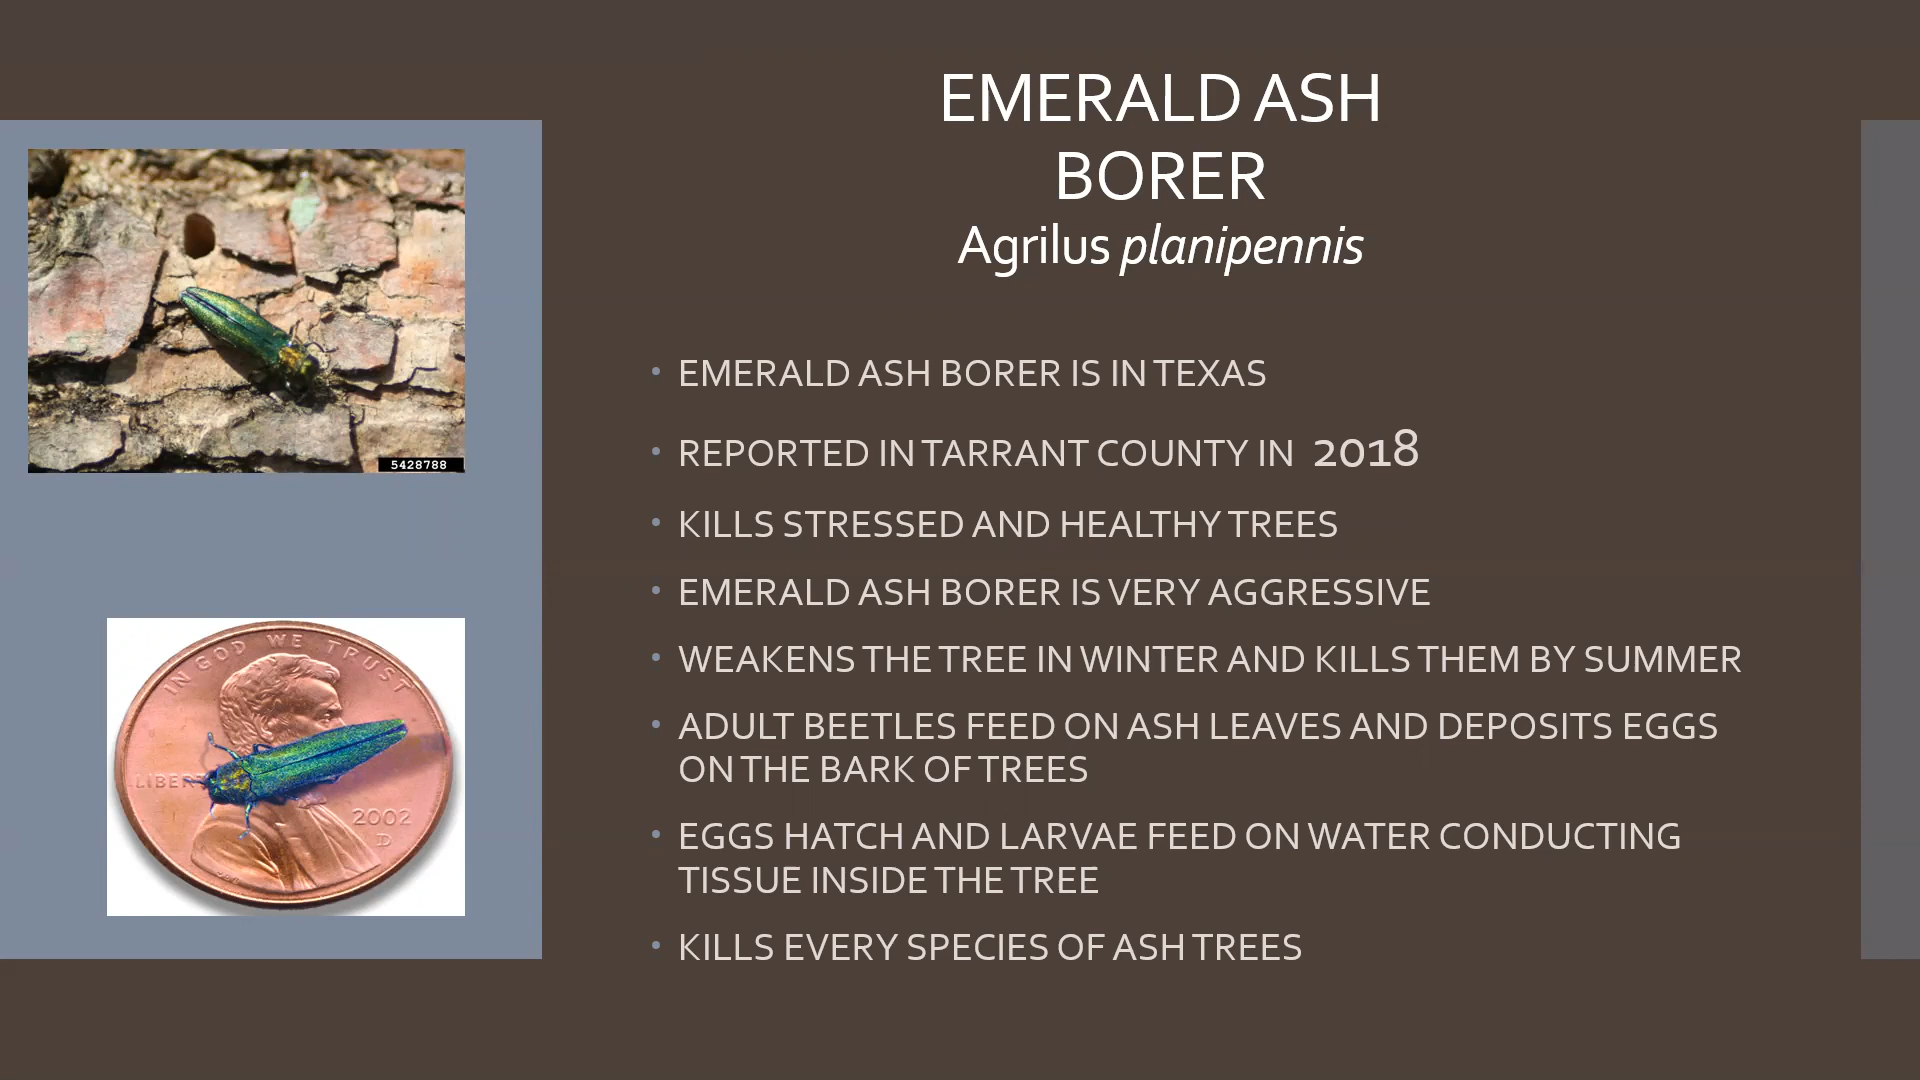 EMERALD ASH
BORER
Agrilus planipennis
5428788
IN GOD WE TRUST
2002
D
• EMERALD ASH BORER IS IN TEXAS
• REPORTED IN TARRANT COUNTY IN 2018
• KILLS STRESSED AND HEALTHY TREES
• EMERALD ASH BORER IS VERY AGGRESSIVE
• WEAKENS THE TREE IN WINTER AND KILLS THEM BY SUMMER
• ADULT BEETLES FEED ON ASH LEAVES AND DEPOSITS EGGS
ON THE BARK OF TREES
• EGGS HATCH AND LARVAE FEED ON WATER CONDUCTING
TISSUE INSIDE THE TREE
• KILLS EVERY SPECIES OF ASH TREES